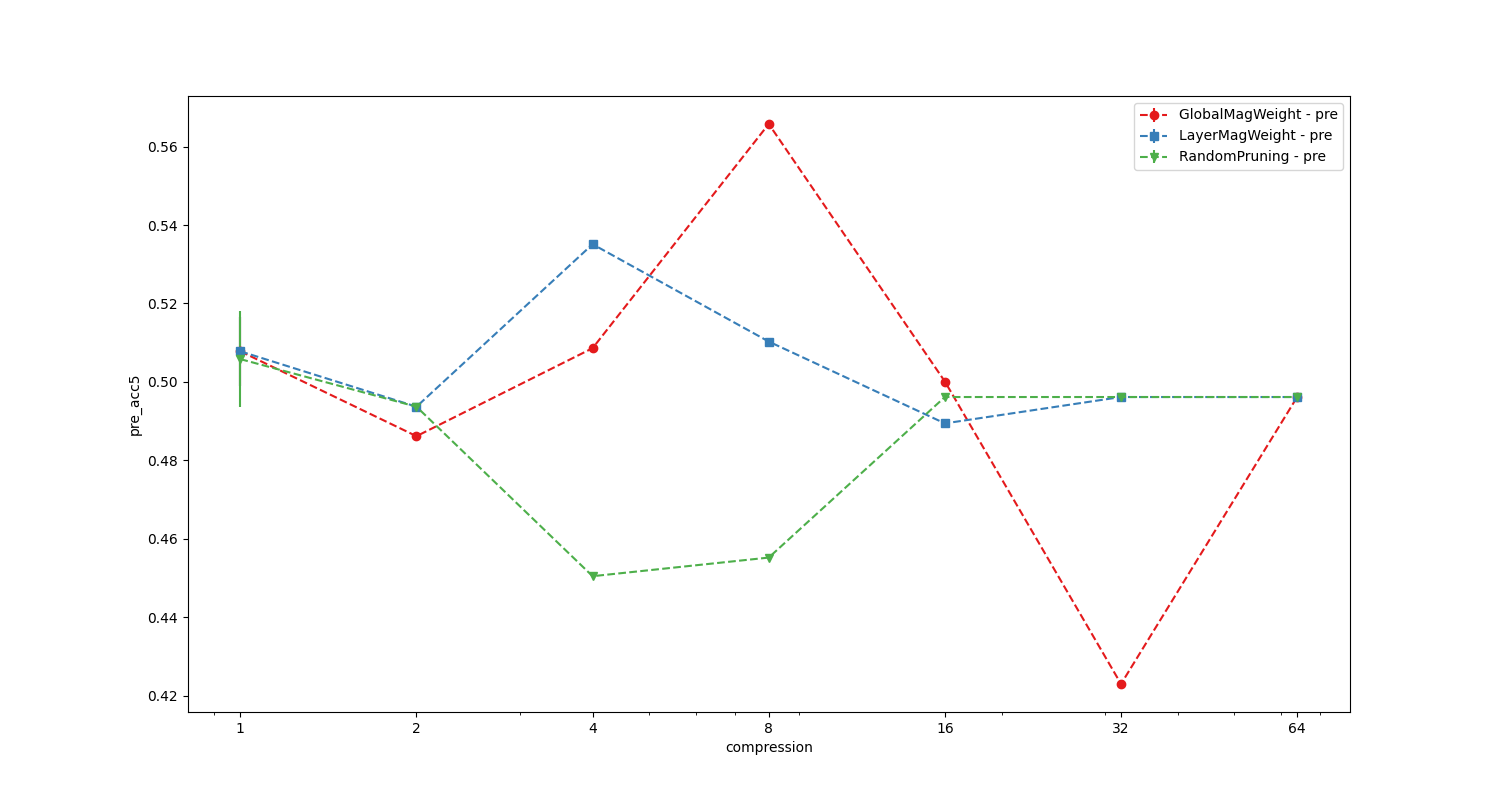 GlobalMagWeight - pre
LayerMagWeight - pre
RandomPruning - pre
0.56
0.54
0.52
0.50
0.48
0.46
0.44
0.42
pre_acc5
1 2 4 8 16 32 64
compression